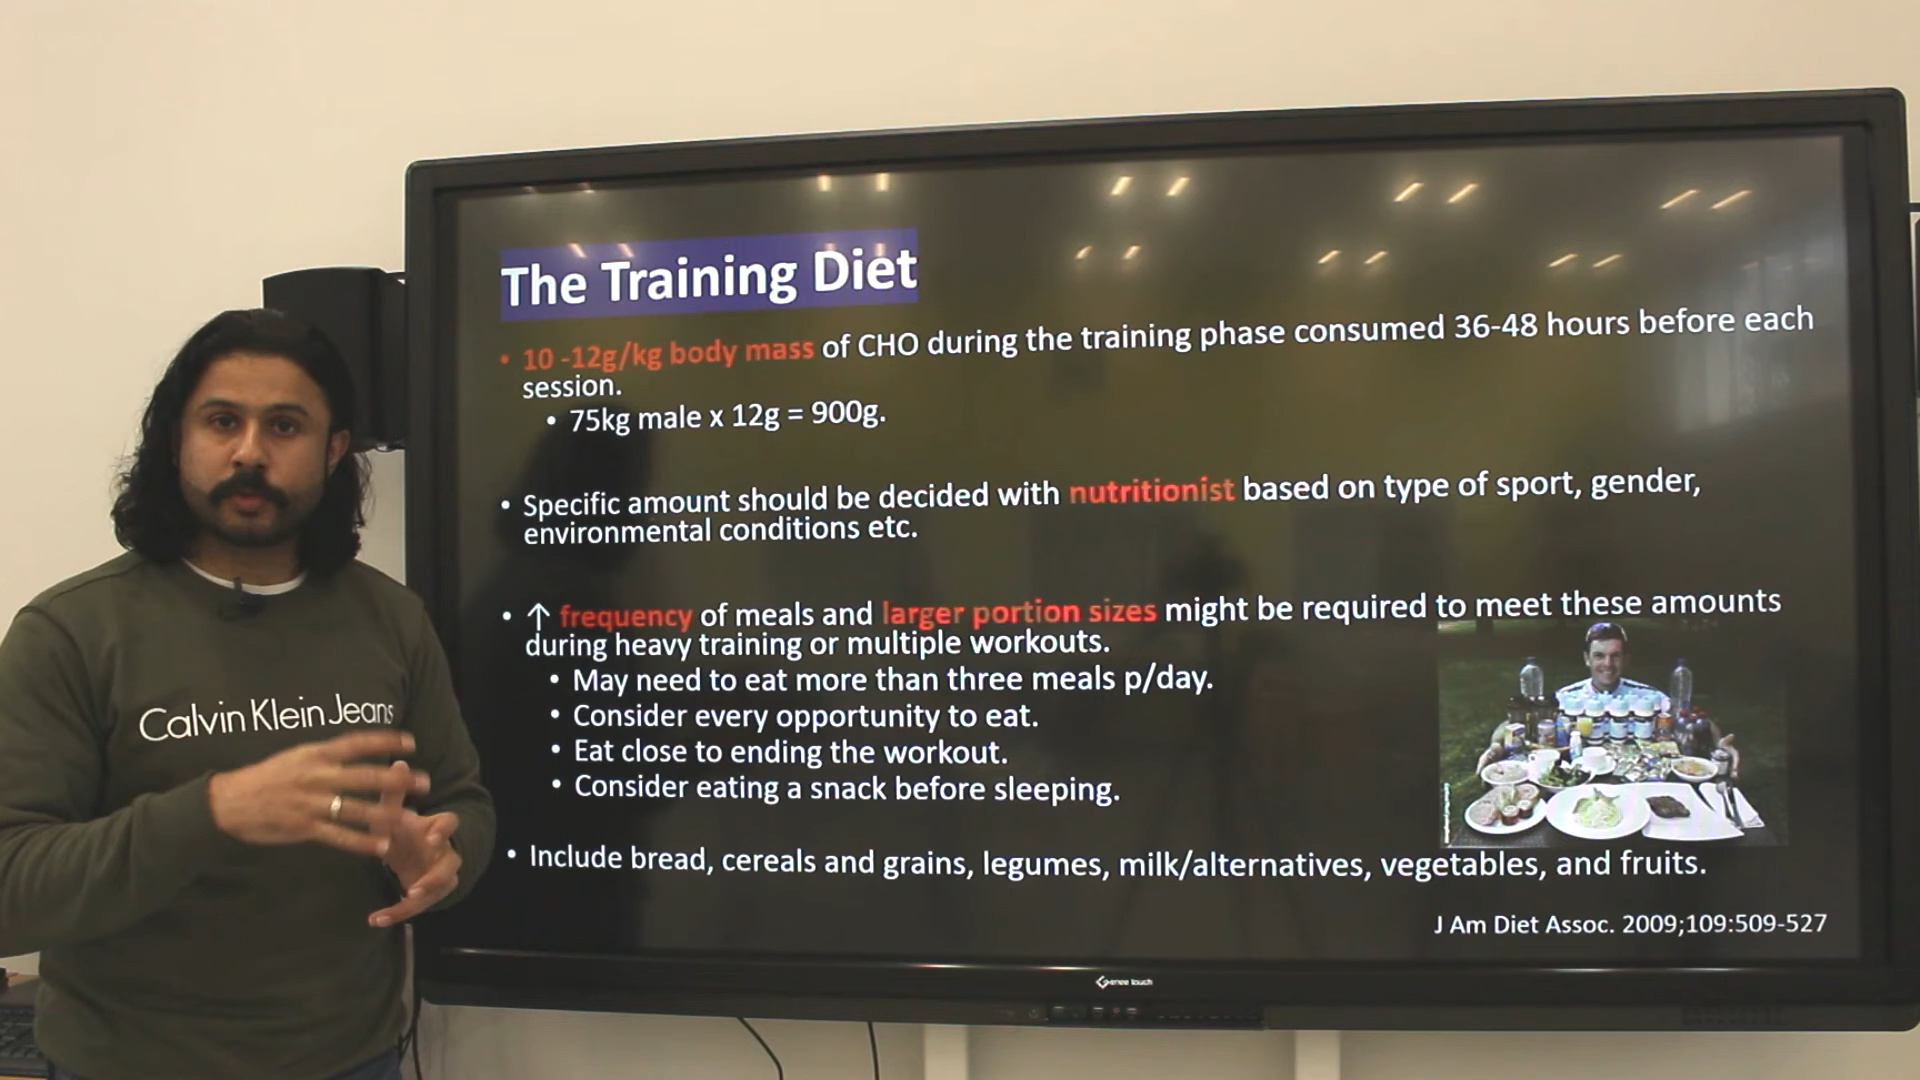 The Training Diet
• 10 -12g/kg body mass of CHO during the training phase consumed 36-48 hours before each
session.
• 75kg male x 12g = 900g.
• Specific amount should be decided with nutritionist based on type of sport, gender,
environmental conditions etc.
• ↑ frequency of meals and larger portion sizes might be required to meet these amounts
during heavy training or multiple workouts.
• May need to eat more than three meals p/day.
• Consider every opportunity to eat.
• Eat close to ending the workout.
• Consider eating a snack before sleeping.
• Include bread, cereals and grains, legumes, milk/alternatives, vegetables, and fruits.
J Am Diet Assoc. 2009;109:509-527
Calvin Klein Jeans
Genee touch